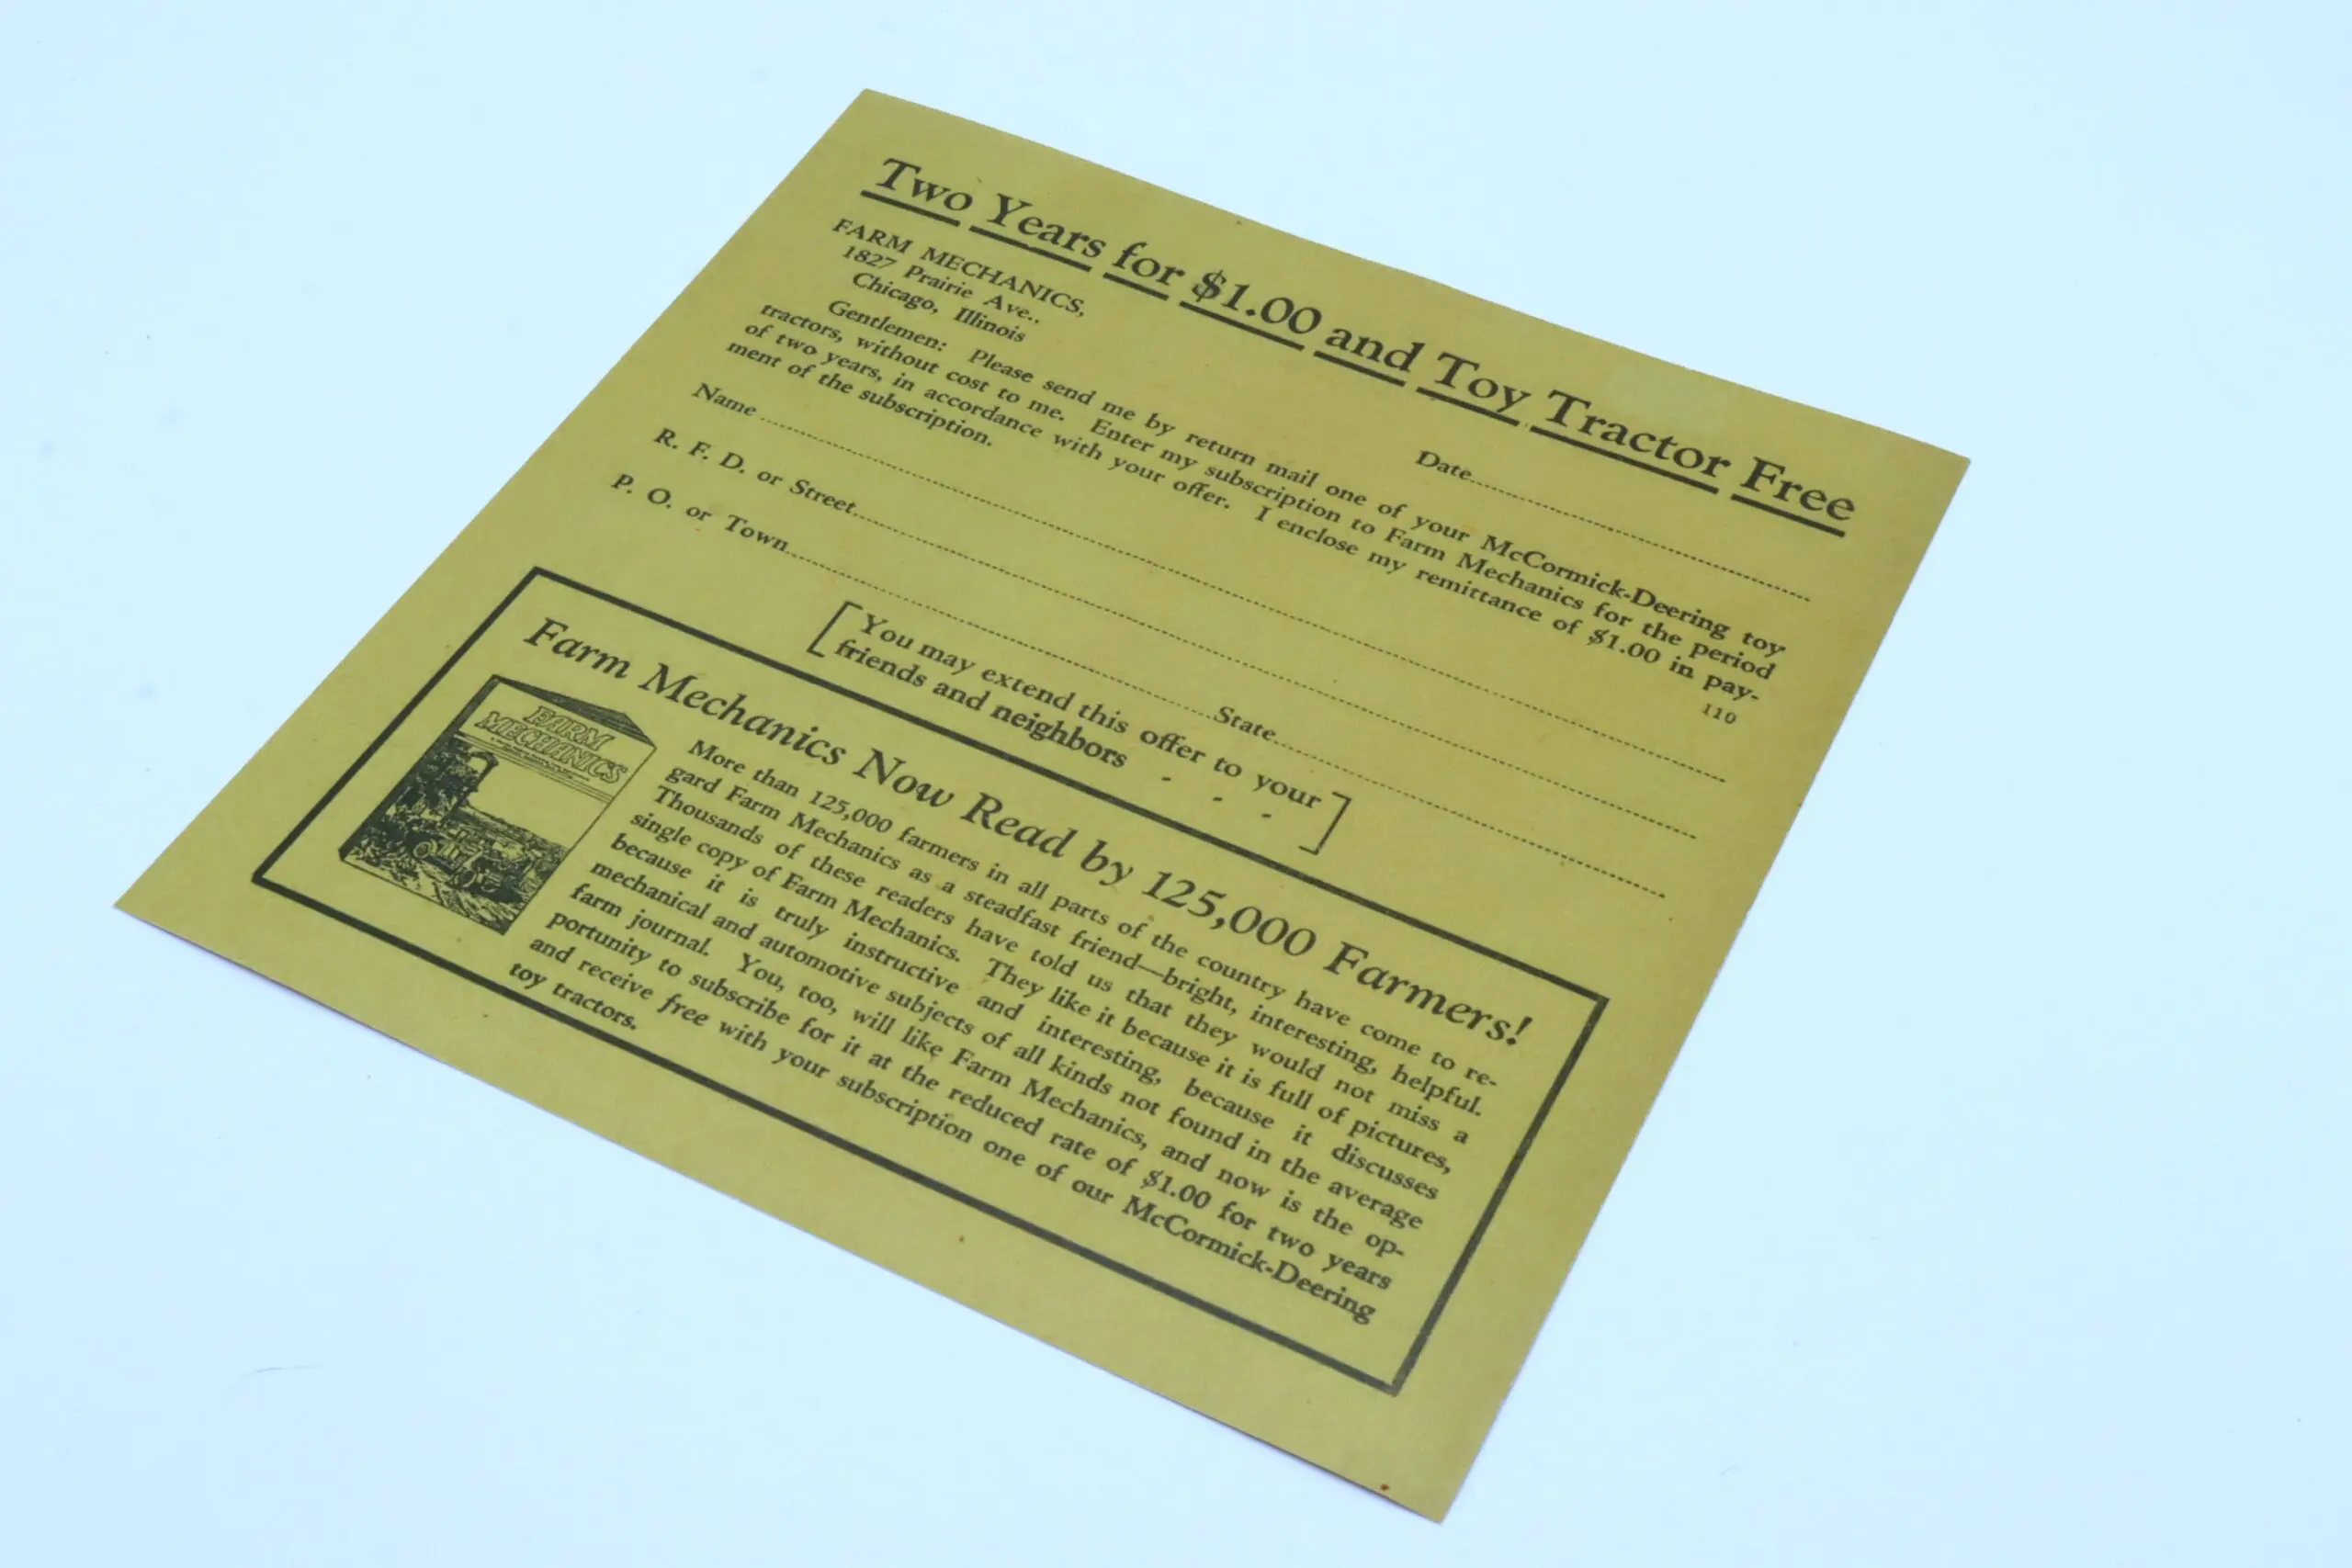 Two Years for $1.00 and Toy Tractor Free
FARM MECHANICS,
1827 Prairie Ave.,
Chicago, Illinois
Date
Gentlemen: Please send me by return mail one of your McCormick-Deering toy
tractors, without cost to me. Enter my subscription to Farm Mechanics for the period
of two years, in accordance with your offer. I enclose my remittance of $1.00 in pay-
ment of the subscription.
110
Name
R. F. D. or Street
P. O. or Town State
[You may extend this offer to your
friends and neighbors - - -]
Farm Mechanics Now Read by 125,000 Farmers!
FARM
MECHANICS
More than 125,000 farmers in all parts of the country have come to re-
gard Farm Mechanics as a steadfast friend—bright, interesting, helpful.
Thousands of these readers have told us that they would not miss a
single copy of Farm Mechanics. They like it because it is full of pictures,
because it is truly instructive and interesting, because it discusses
mechanical and automotive subjects of all kinds not found in the average
farm journal. You, too, will like Farm Mechanics, and now is the op-
portunity to subscribe for it at the reduced rate of $1.00 for two years
and receive free with your subscription one of our McCormick-Deering
toy tractors.